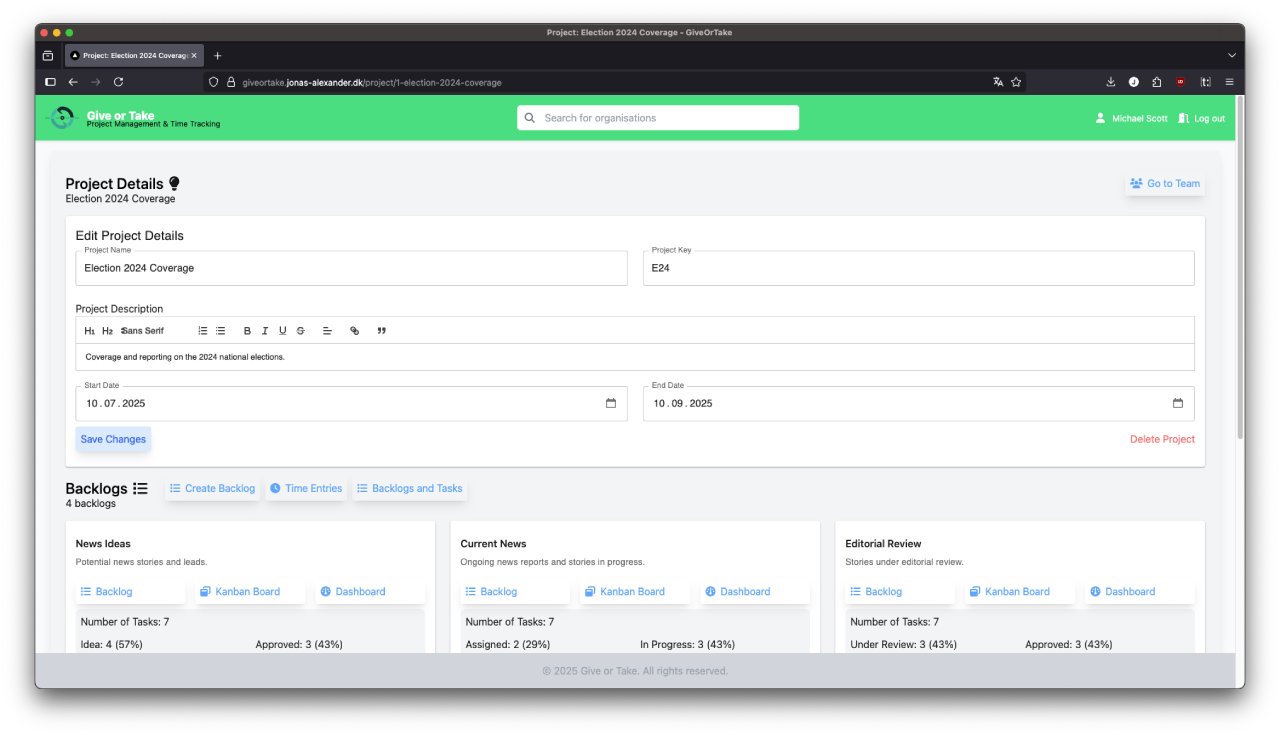 Project: Election 2024 Coverage - GiveOrTake
Project: Election 2024 Coverage
giveortake.jonas-alexander.dk/project/1-election-2024-coverage
Give or Take
Project Management & Time Tracking
Search for organisations
Michael Scott
Log out
Project Details
Election 2024 Coverage
Go to Team
Edit Project Details
Project Name
Election 2024 Coverage
Project Key
E24
Project Description
H1 H2 Sans Serif B I U S
Coverage and reporting on the 2024 national elections.
Start Date
10.07.2025
End Date
10.09.2025
Save Changes
Delete Project
Backlogs
4 backlogs
Create Backlog
Time Entries
Backlogs and Tasks
News Ideas
Potential news stories and leads.
Backlog
Kanban Board
Dashboard
Number of Tasks: 7
Idea: 4 (57%)
Approved: 3 (43%)
Current News
Ongoing news reports and stories in progress.
Backlog
Kanban Board
Dashboard
Number of Tasks: 7
Assigned: 2 (29%)
In Progress: 3 (43%)
Editorial Review
Stories under editorial review.
Backlog
Kanban Board
Dashboard
Number of Tasks: 7
Under Review: 3 (43%)
Approved: 3 (43%)
© 2025 Give or Take. All rights reserved.